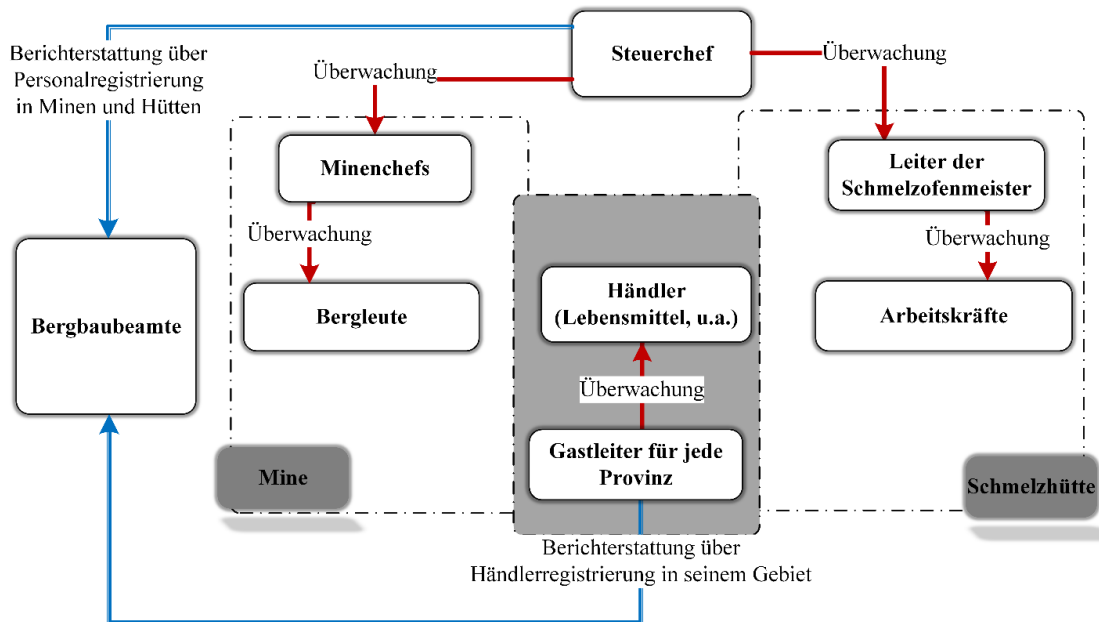 Berichterstattung über
Personalregistrierung
in Minen und Hütten
Steuerchef
Überwachung
Überwachung
Minenchefs
Leiter der
Schmelzofenmeister
Überwachung
Überwachung
Bergbaubeamte
Bergleute
Händler
(Lebensmittel, u.a.)
Arbeitskräfte
Überwachung
Gastleiter für jede
Provinz
Mine
Schmelzhütte
Berichterstattung über
Händlerregistrierung in seinem Gebiet